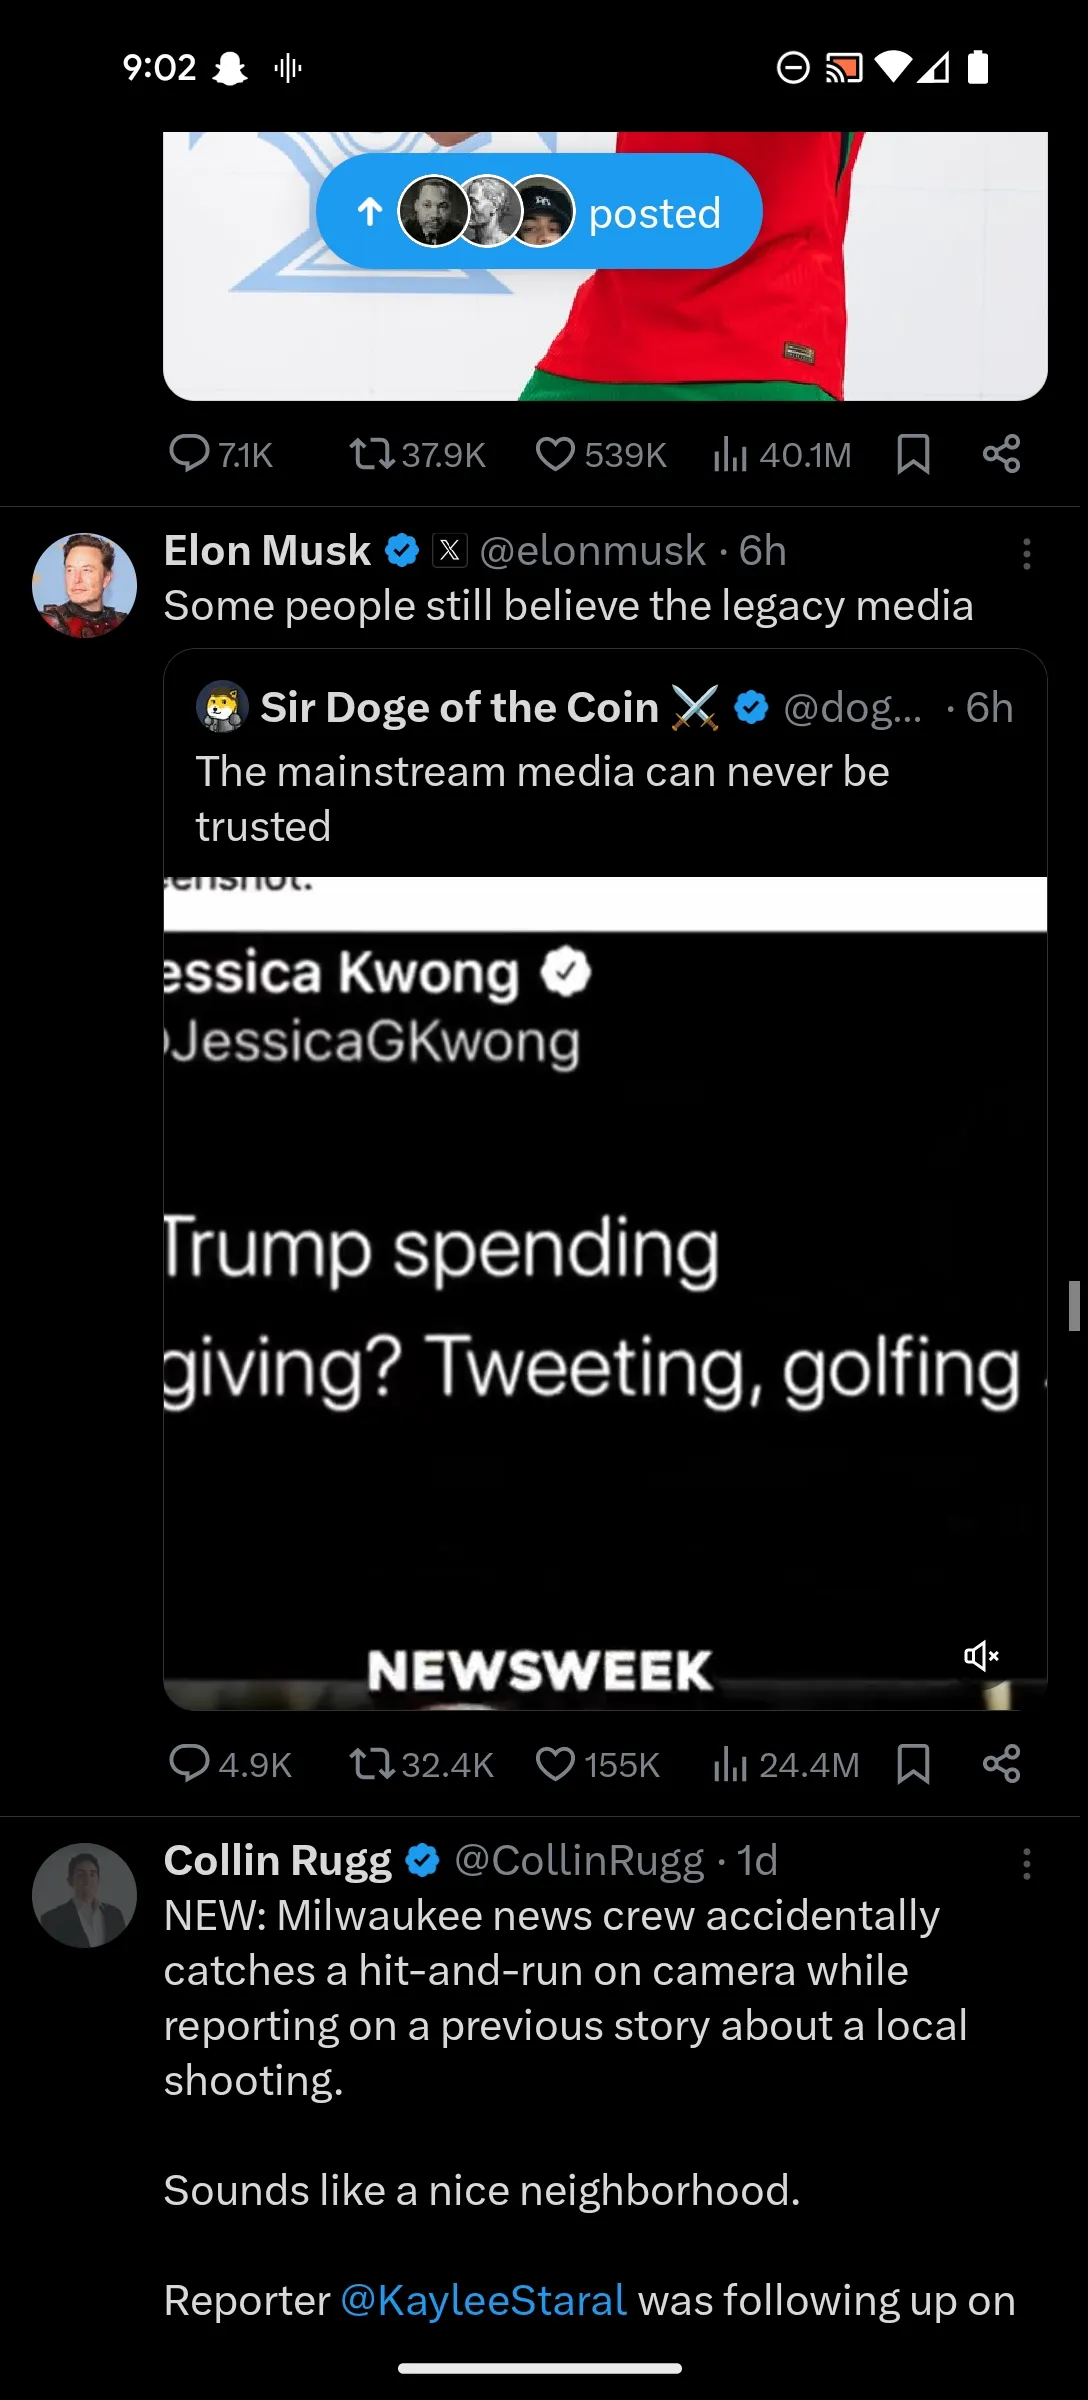 9:02
posted
7.1K 37.9K 539K 40.1M
Elon Musk X @elonmusk · 6h
Some people still believe the legacy media
Sir Doge of the Coin ⚔️ @dog... · 6h
The mainstream media can never be
trusted
eenshot.
essica Kwong
JessicaGKwong
Trump spending
giving? Tweeting, golfing
NEWSWEEK
4.9K 32.4K 155K 24.4M
Collin Rugg @CollinRugg · 1d
NEW: Milwaukee news crew accidentally
catches a hit-and-run on camera while
reporting on a previous story about a local
shooting.
Sounds like a nice neighborhood.
Reporter @KayleeStaral was following up on